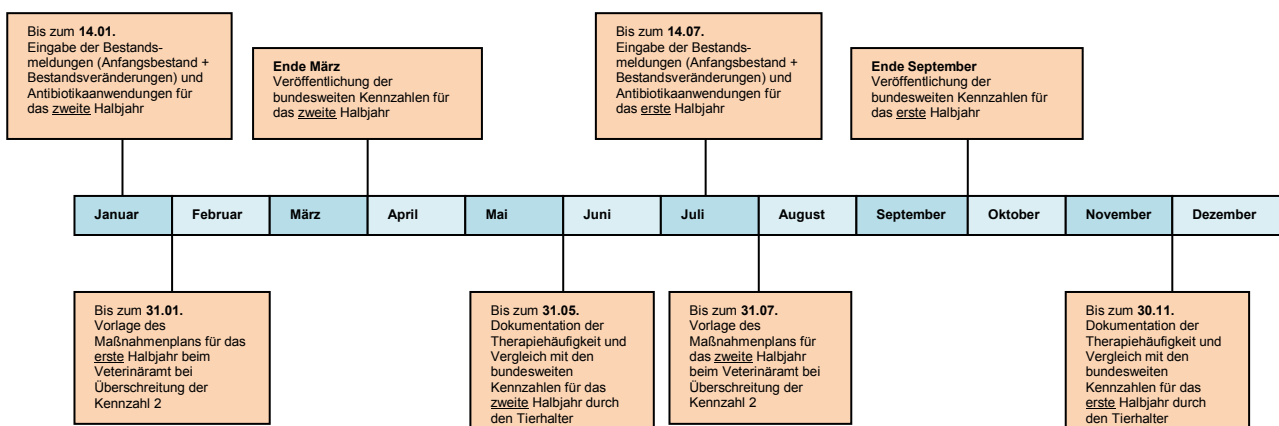 Bis zum 14.01.
Eingabe der Bestands-
meldungen (Anfangsbestand +
Bestandsveränderungen) und
Antibiotikaanwendungen für
das zweite Halbjahr
Ende März
Veröffentlichung der
bundesweiten Kennzahlen für
das zweite Halbjahr
Bis zum 14.07.
Eingabe der Bestands-
meldungen (Anfangsbestand +
Bestandsveränderungen) und
Antibiotikaanwendungen für
das erste Halbjahr
Ende September
Veröffentlichung der
bundesweiten Kennzahlen für
das erste Halbjahr
Januar Februar März April Mai Juni Juli August September Oktober November Dezember
Bis zum 31.01.
Vorlage des
Maßnahmenplans für das
erste Halbjahr beim
Veterinäramt bei
Überschreitung der
Kennzahl 2
Bis zum 31.05.
Dokumentation der
Therapiehäufigkeit und
Vergleich mit den
bundesweiten
Kennzahlen für das
zweite Halbjahr durch
den Tierhalter
Bis zum 31.07.
Vorlage des
Maßnahmenplans für
das zweite Halbjahr
beim Veterinäramt bei
Überschreitung der
Kennzahl 2
Bis zum 30.11.
Dokumentation der
Therapiehäufigkeit und
Vergleich mit den
bundesweiten
Kennzahlen für das
erste Halbjahr durch
den Tierhalter